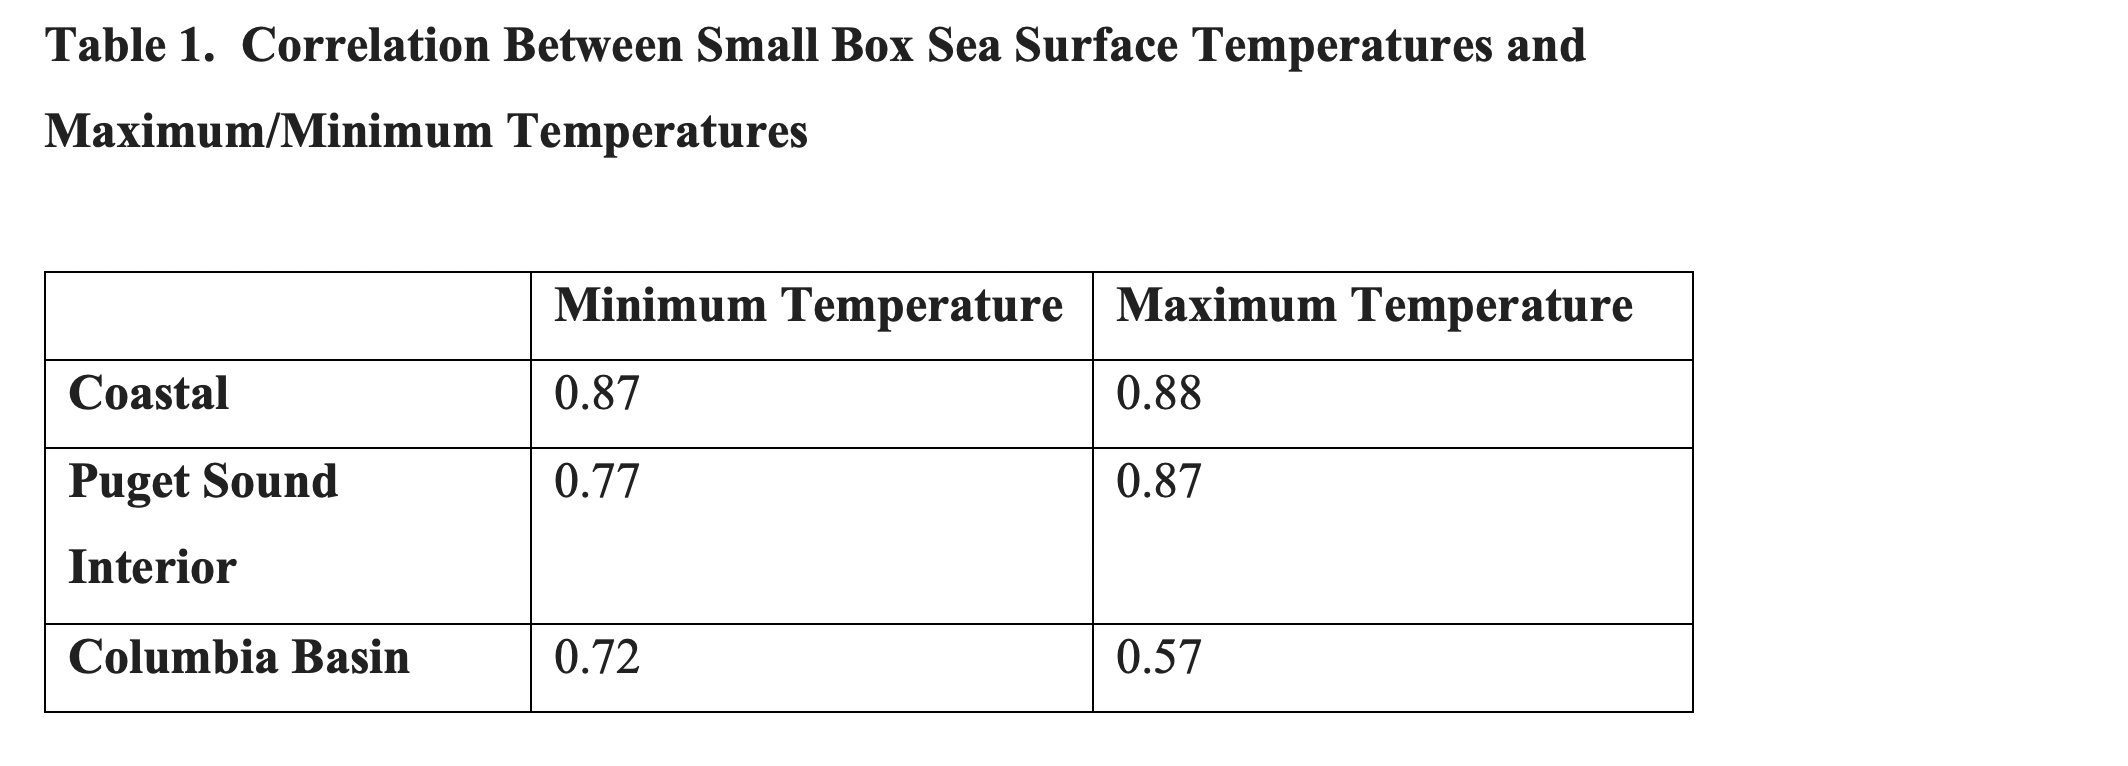 Table 1.  Correlation Between Small Box Sea Surface Temperatures and
Maximum/Minimum Temperatures
Minimum Temperature Maximum Temperature
Coastal 0.87 0.88
Puget Sound 0.77 0.87
Interior
Columbia Basin 0.72 0.57